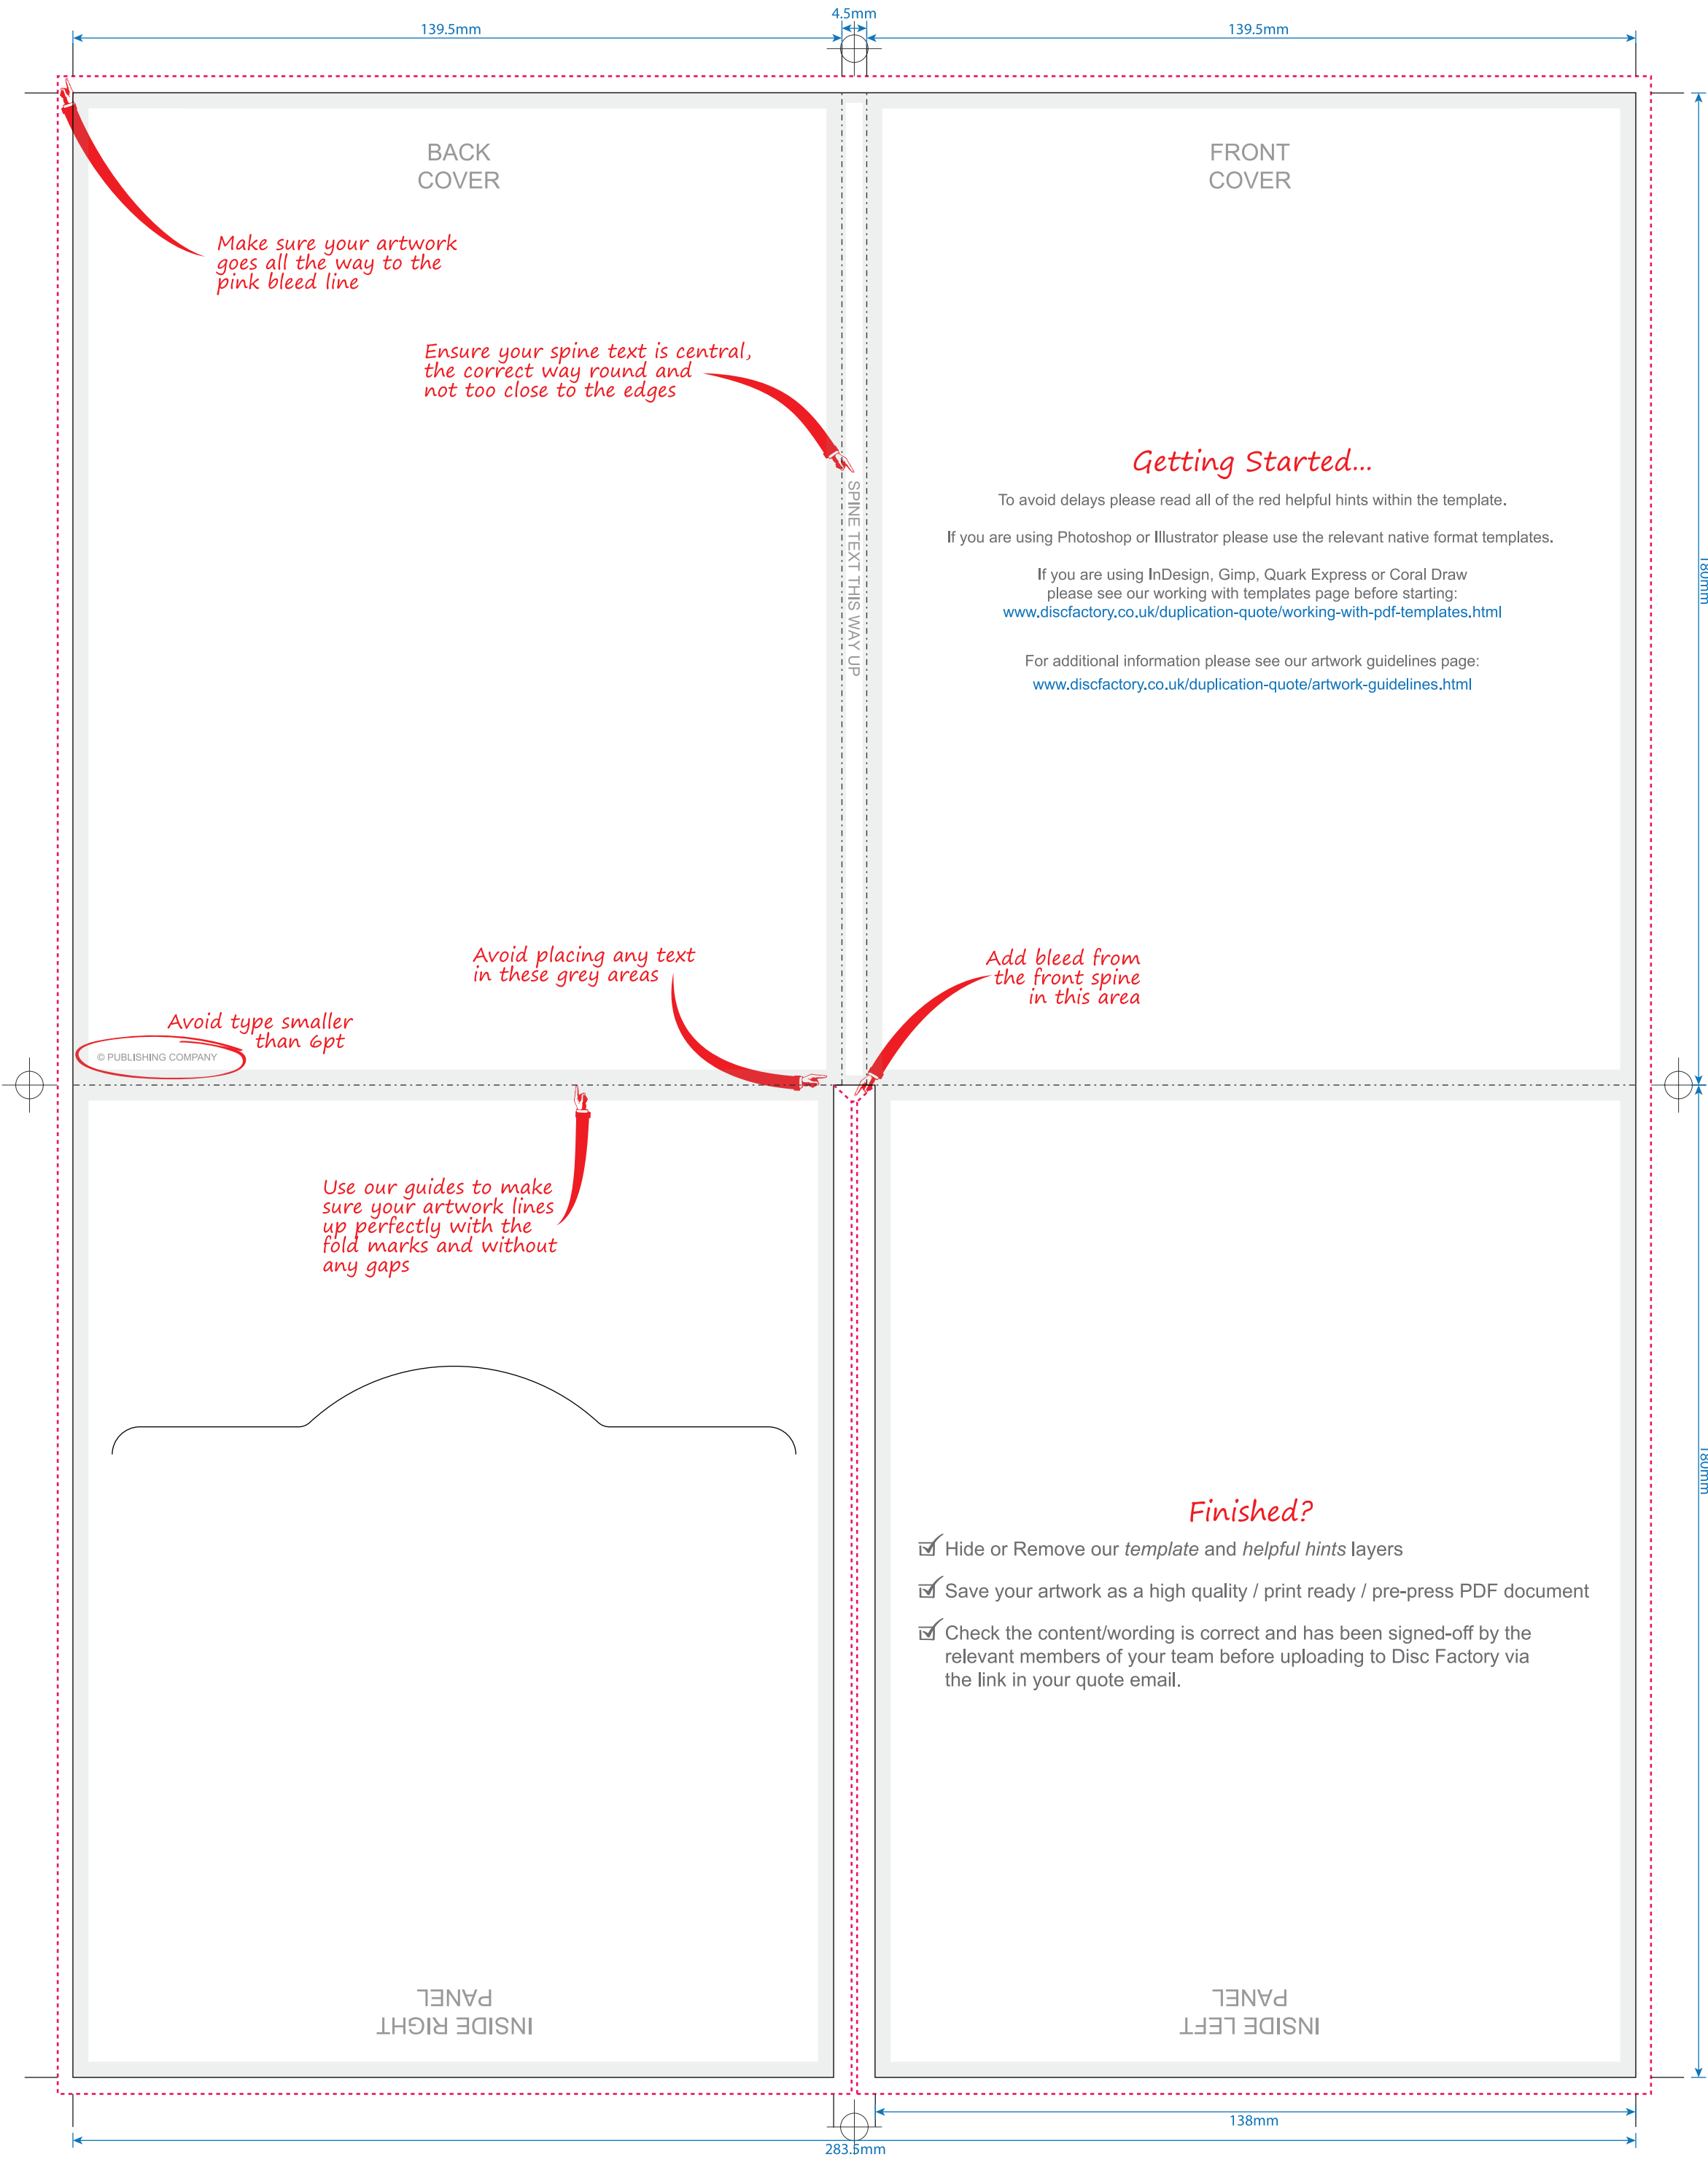 4.5mm
139.5mm
139.5mm
BACK
COVER
FRONT
COVER
Make sure your artwork
goes all the way to the
pink bleed line
Ensure your spine text is central,
the correct way round and
not too close to the edges
SPINE TEXT THIS WAY UP
Getting Started...
To avoid delays please read all of the red helpful hints within the template.
If you are using Photoshop or Illustrator please use the relevant native format templates.
If you are using InDesign, Gimp, Quark Express or Coral Draw
please see our working with templates page before starting:
www.discfactory.co.uk/duplication-quote/working-with-pdf-templates.html
For additional information please see our artwork guidelines page:
www.discfactory.co.uk/duplication-quote/artwork-guidelines.html
180mm
Avoid placing any text
in these grey areas
Add bleed from
the front spine
in this area
Avoid type smaller
than 6pt
© PUBLISHING COMPANY
Use our guides to make
sure your artwork lines
up perfectly with the
fold marks and without
any gaps
180mm
Finished?
Hide or Remove our template and helpful hints layers
Save your artwork as a high quality / print ready / pre-press PDF document
Check the content/wording is correct and has been signed-off by the
relevant members of your team before uploading to Disc Factory via
the link in your quote email.
INSIDE RIGHT
PANEL
INSIDE LEFT
PANEL
138mm
283.5mm